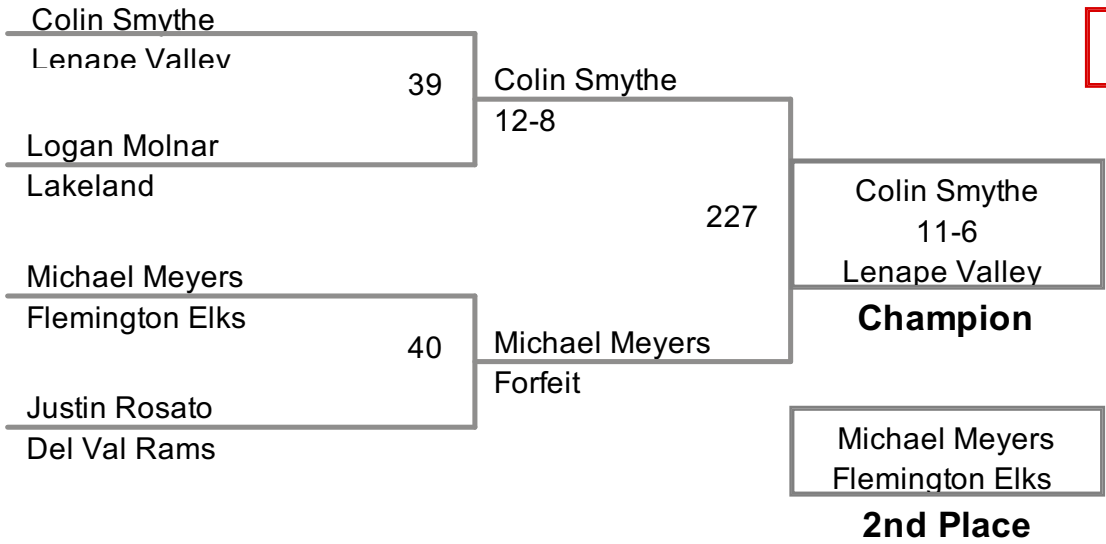 Colin Smythe
Lenape Valley
39
Colin Smythe
12-8
Logan Molnar
Lakeland
227
Colin Smythe
11-6
Lenape Valley
Champion
Michael Meyers
Flemington Elks
40
Michael Meyers
Forfeit
Justin Rosato
Del Val Rams
Michael Meyers
Flemington Elks
2nd Place